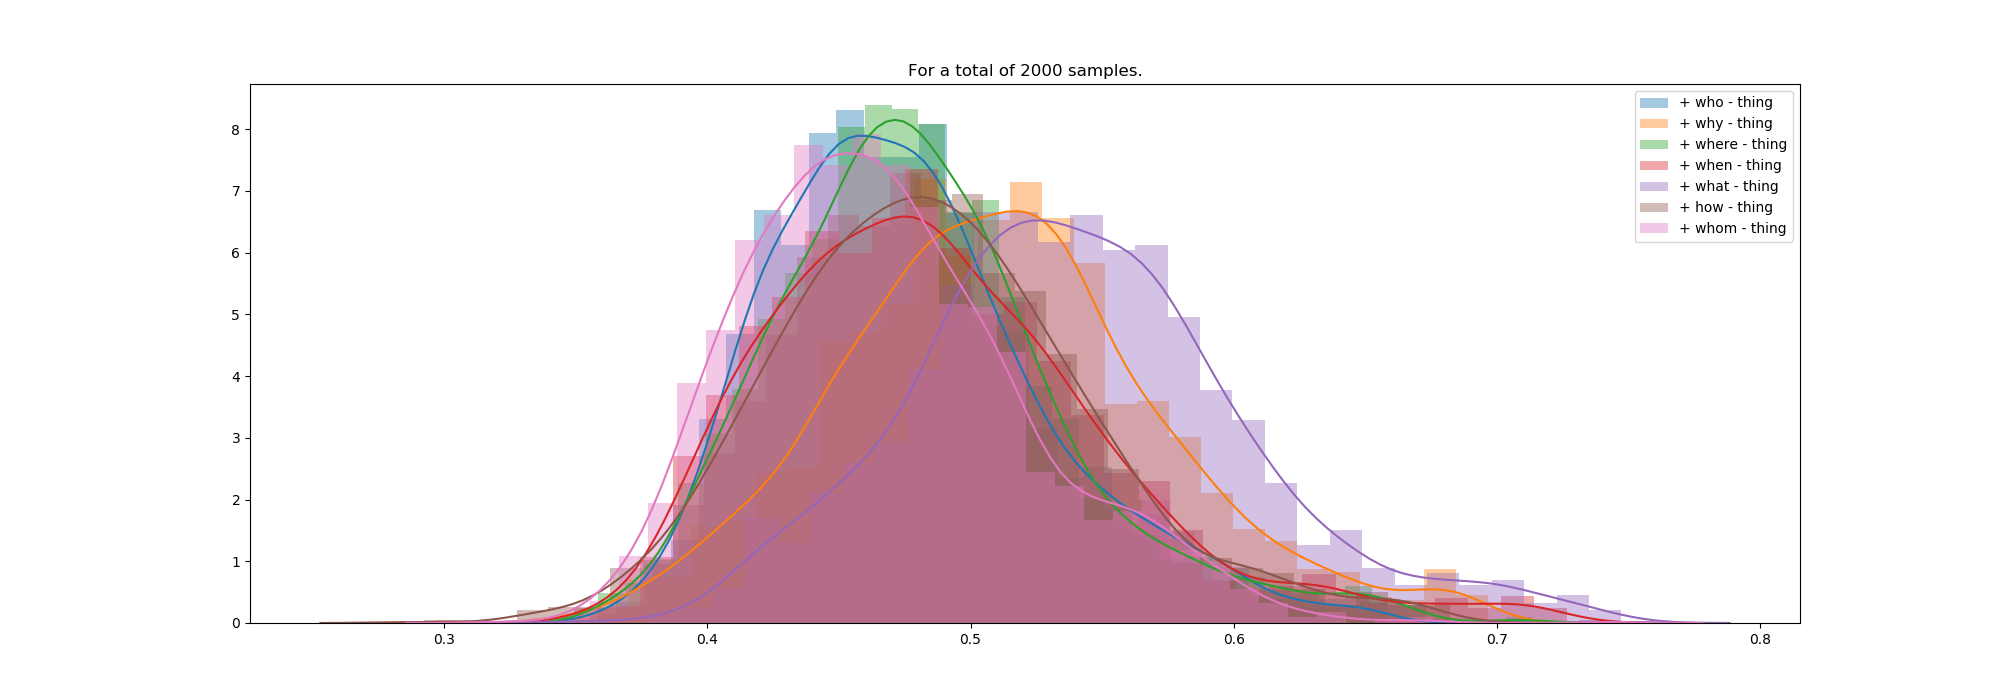 For a total of 2000 samples.
+ who - thing
+ why - thing
+ where - thing
+ when - thing
+ what - thing
+ how - thing
+ whom - thing
8
7
6
5
4
3
2
1
0
0.3 0.4 0.5 0.6 0.7 0.8